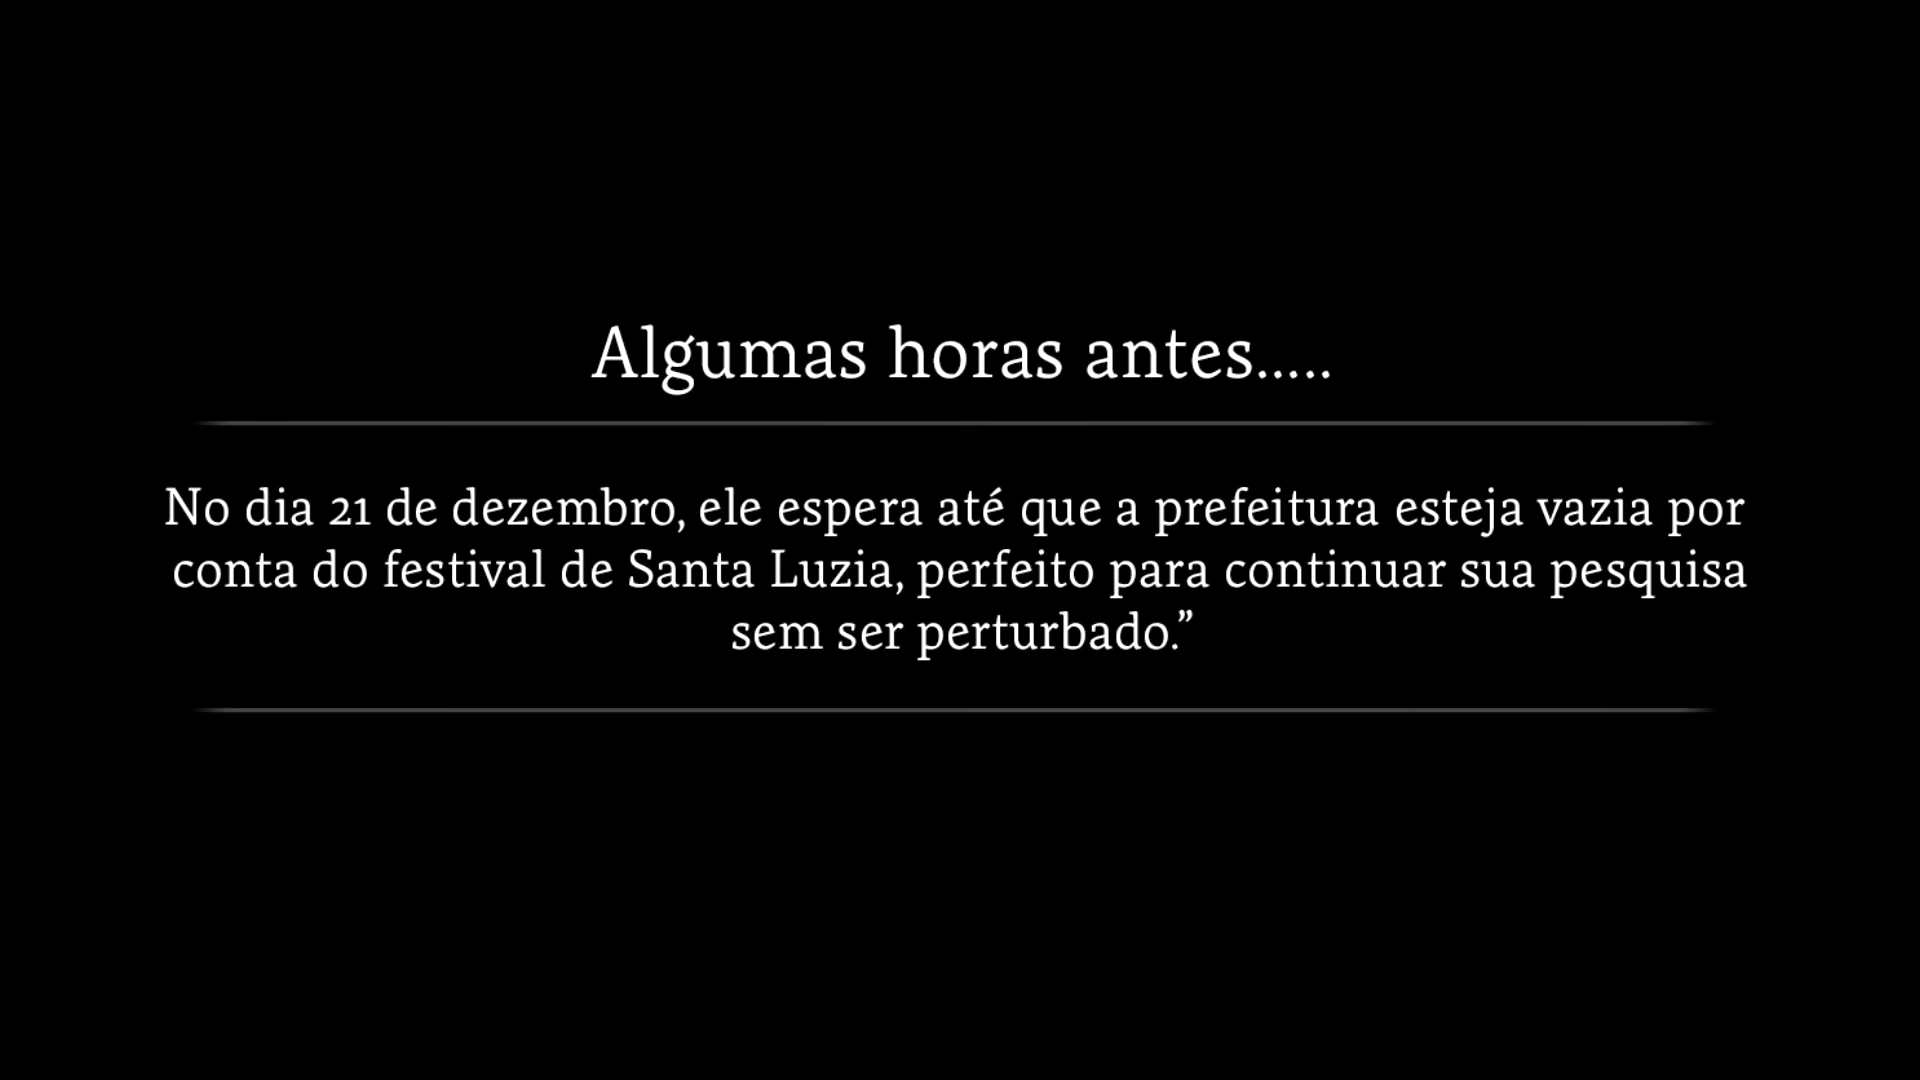 Algumas horas antes.....
No dia 21 de dezembro, ele espera até que a prefeitura esteja vazia por
conta do festival de Santa Luzia, perfeito para continuar sua pesquisa
sem ser perturbado.”